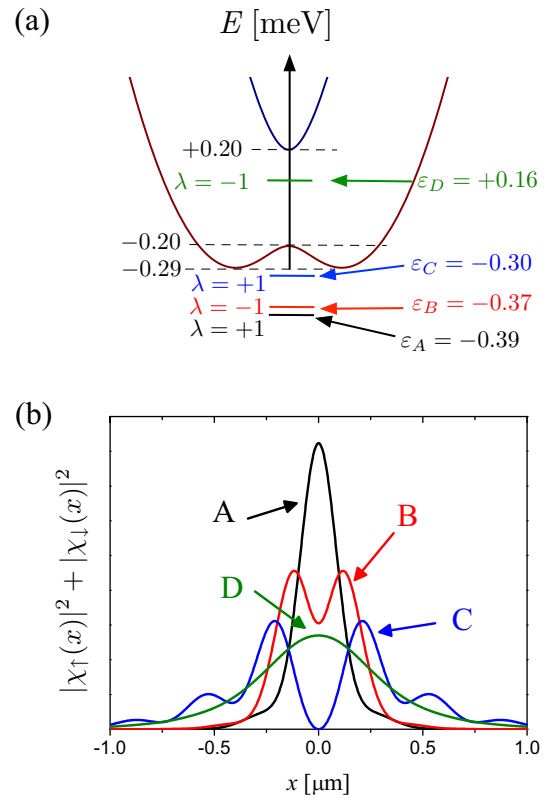 (a)
E [meV]
+0.20
λ = −1
ε_D = +0.16
−0.20
−0.29
ε_C = −0.30
λ = +1
λ = −1
ε_B = −0.37
λ = +1
ε_A = −0.39
(b)
|χ↑(x)|² + |χ↓(x)|²
A
B
D
C
-1.0 -0.5 0.0 0.5 1.0
x [μm]